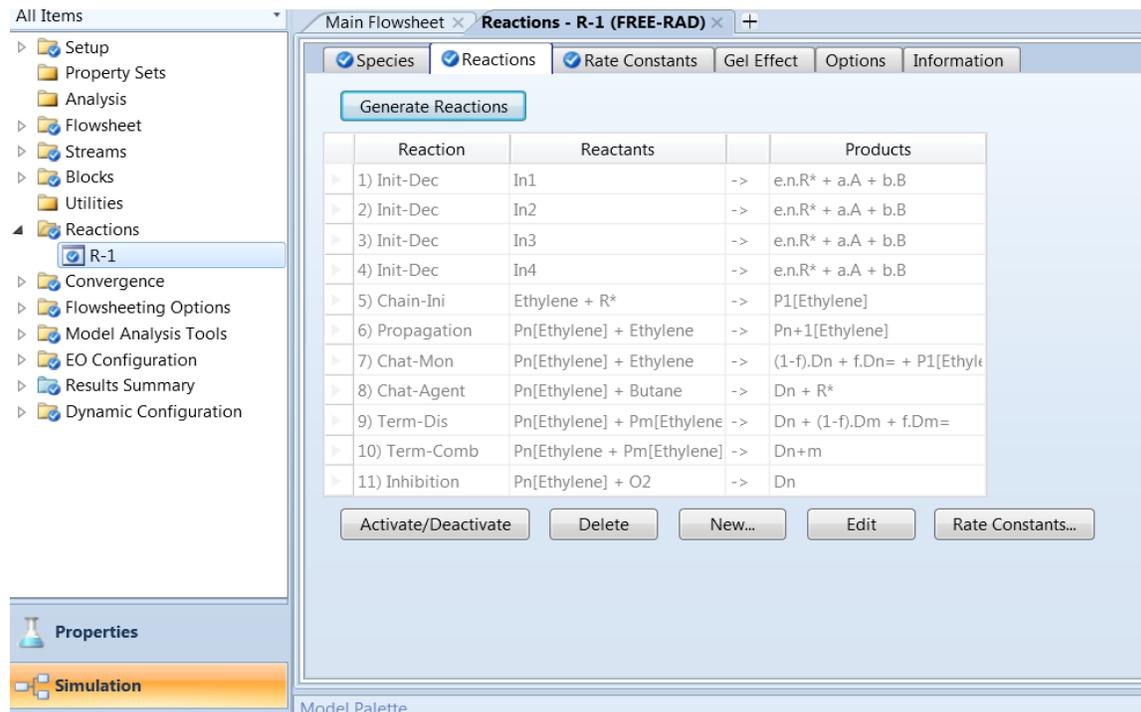 All Items
Setup
Property Sets
Analysis
Flowsheet
Streams
Blocks
Utilities
Reactions
R-1
Convergence
Flowsheeting Options
Model Analysis Tools
EO Configuration
Results Summary
Dynamic Configuration
Properties
Simulation
Main Flowsheet × Reactions - R-1 (FREE-RAD) × +
Species Reactions Rate Constants Gel Effect Options Information
Generate Reactions
Reaction Reactants Products
1) Init-Dec In1 -> e.n.R* + a.A + b.B
2) Init-Dec In2 -> e.n.R* + a.A + b.B
3) Init-Dec In3 -> e.n.R* + a.A + b.B
4) Init-Dec In4 -> e.n.R* + a.A + b.B
5) Chain-Ini Ethylene + R* -> P1[Ethylene]
6) Propagation Pn[Ethylene] + Ethylene -> Pn+1[Ethylene]
7) Chat-Mon Pn[Ethylene] + Ethylene -> (1-f).Dn + f.Dn= + P1[Ethyle
8) Chat-Agent Pn[Ethylene] + Butane -> Dn + R*
9) Term-Dis Pn[Ethylene] + Pm[Ethylene -> Dn + (1-f).Dm + f.Dm=
10) Term-Comb Pn[Ethylene + Pm[Ethylene] -> Dn+m
11) Inhibition Pn[Ethylene] + O2 -> Dn
Activate/Deactivate Delete New... Edit Rate Constants...
Model Palette